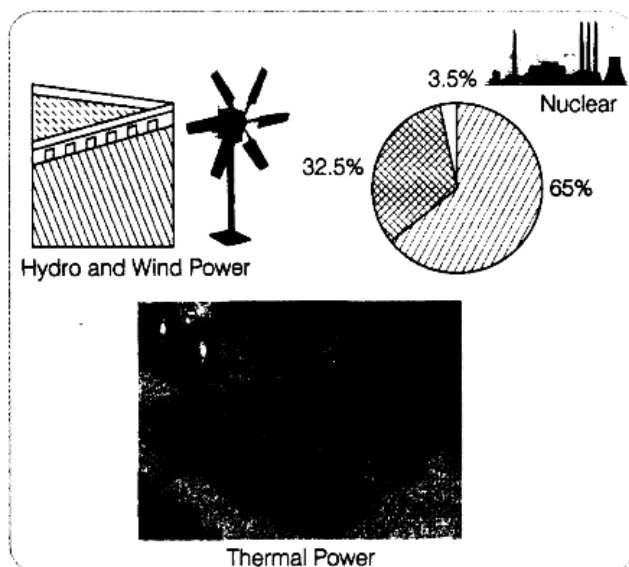 3.5%
Nuclear
32.5%
65%
Hydro and Wind Power
Thermal Power